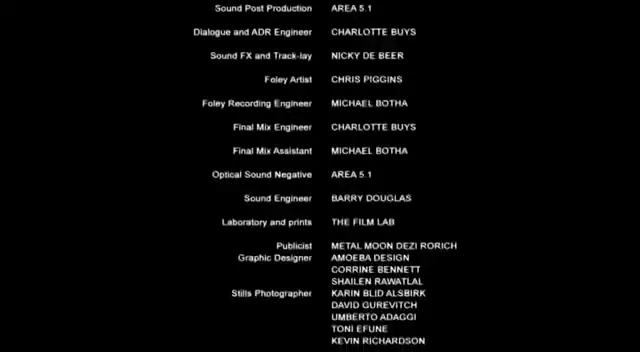 Sound Post Production AREA 5.1
Dialogue and ADR Engineer CHARLOTTE BUYS
Sound FX and Track-lay NICKY DE BEER
Foley Artist CHRIS PIGGINS
Foley Recording Engineer MICHAEL BOTHA
Final Mix Engineer CHARLOTTE BUYS
Final Mix Assistant MICHAEL BOTHA
Optical Sound Negative AREA 5.1
Sound Engineer BARRY DOUGLAS
Laboratory and prints THE FILM LAB
Publicist METAL MOON DEZI RORICH
Graphic Designer AMOEBA DESIGN
CORRINE BENNETT
SHAILEN RAWATLAL
Stills Photographer KARIN BLID ALSBIRK
DAVID GUREVITCH
UMBERTO ADAGGI
TONI EFUNE
KEVIN RICHARDSON